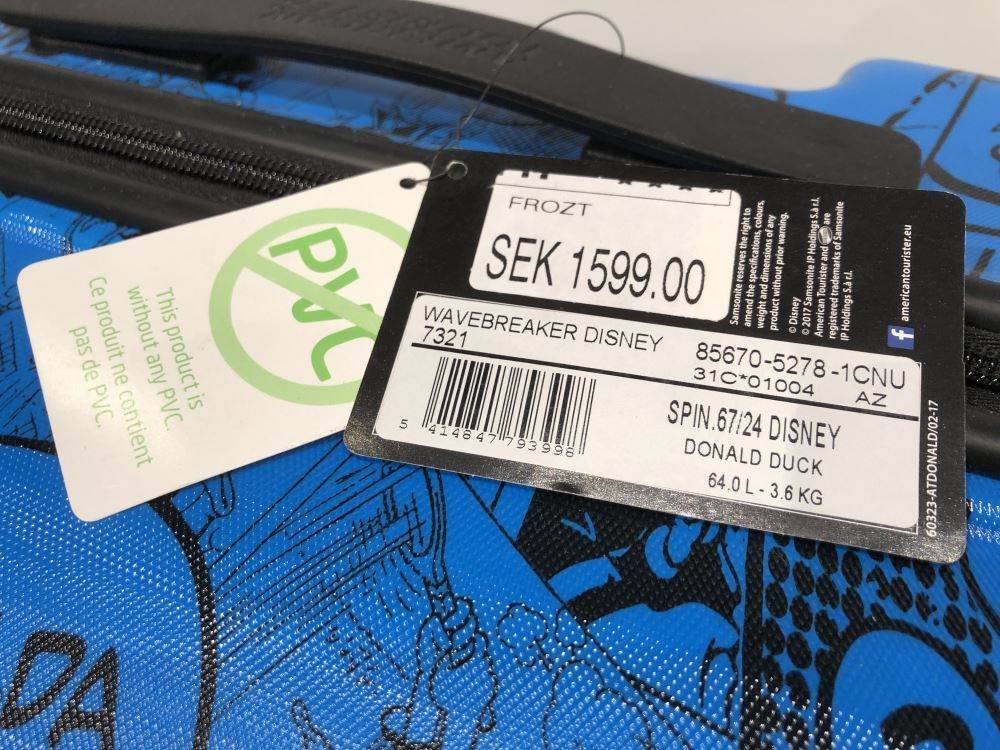 PVC
This product is
without any PVC.
Ce produit ne contient
pas de PVC.
FROZT
SEK 1599.00
Samsonite reserves the right to
amend the specifications, colours,
weight and dimensions of any
product without prior warning.
© Disney
© 2017 Samsonite IP Holdings S.à r.l.
American Tourister and are
registered trademarks of Samsonite
IP Holdings S.à r.l.
americantourister.eu
WAVEBREAKER DISNEY
7321
85670-5278-1CNU
31C*01004 AZ
5 414847 793998
SPIN.67/24 DISNEY
DONALD DUCK
64.0 L - 3.6 KG
60323-ATDONALD/02-17
DA